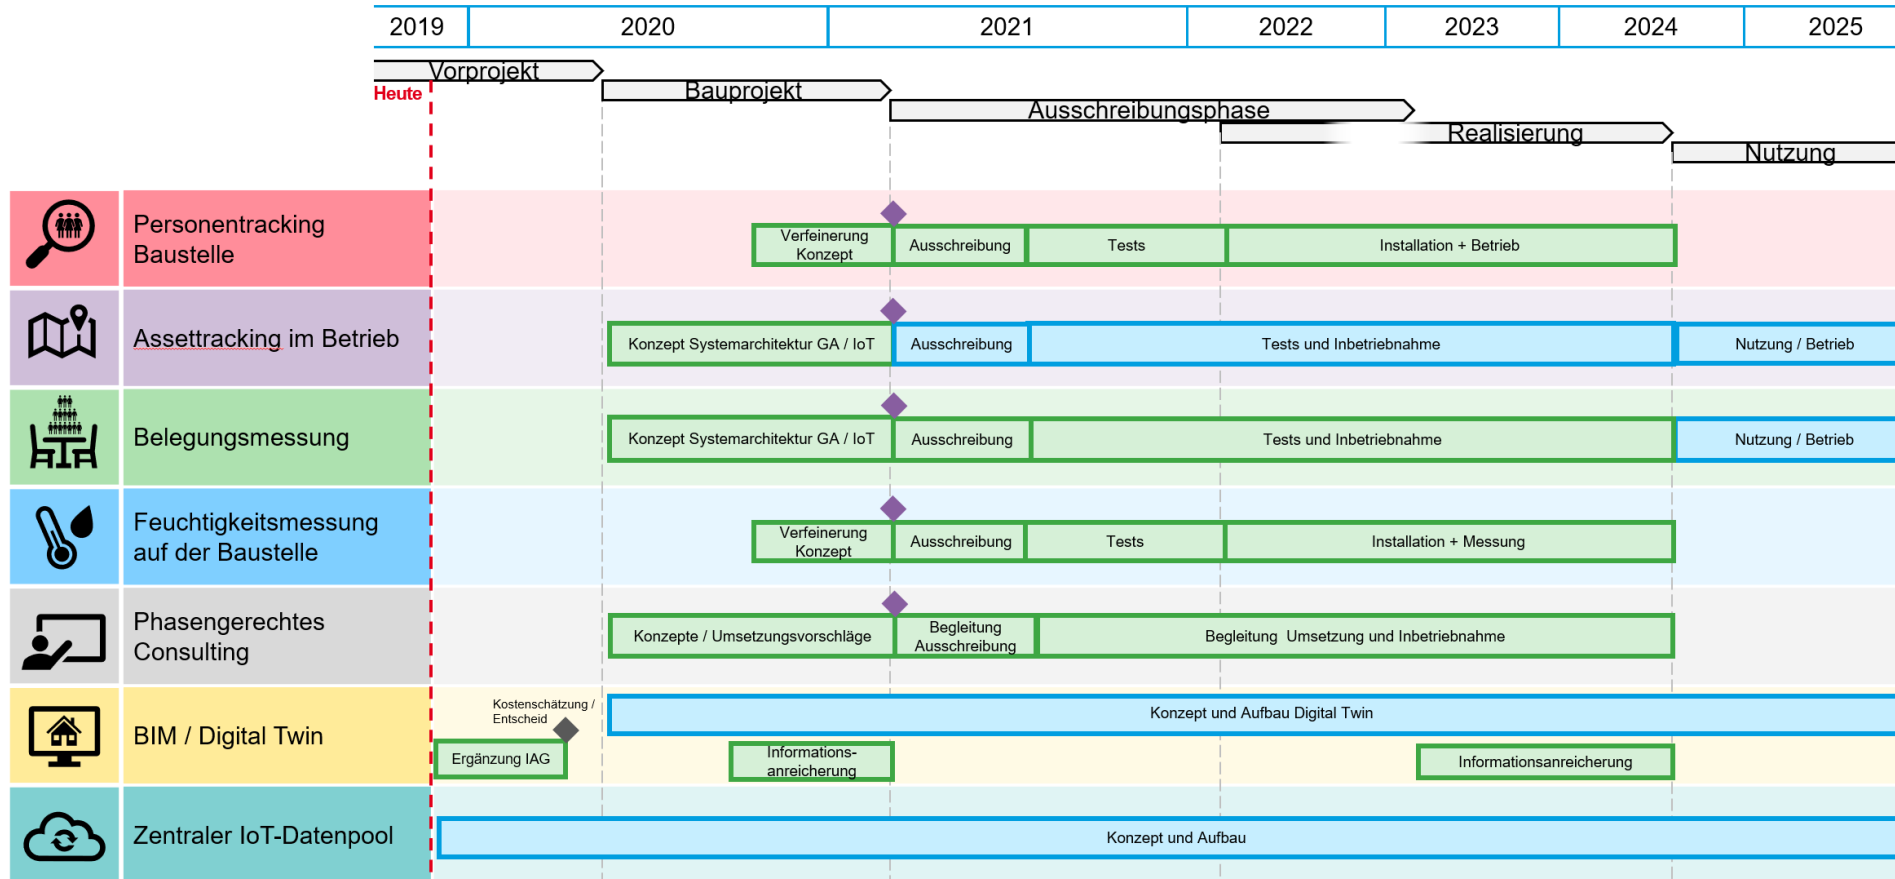 2019 2020 2021 2022 2023 2024 2025
Vorprojekt
Heute
Bauprojekt
Ausschreibungsphase
Realisierung
Nutzung
Personentracking
Baustelle
Verfeinerung
Konzept
Ausschreibung
Tests
Installation + Betrieb
Assettracking im Betrieb
Konzept Systemarchitektur GA / IoT
Ausschreibung
Tests und Inbetriebnahme
Nutzung / Betrieb
Belegungsmessung
Konzept Systemarchitektur GA / IoT
Ausschreibung
Tests und Inbetriebnahme
Nutzung / Betrieb
Feuchtigkeitsmessung
auf der Baustelle
Verfeinerung
Konzept
Ausschreibung
Tests
Installation + Messung
Phasengerechtes
Consulting
Konzepte / Umsetzungsvorschläge
Begleitung
Ausschreibung
Begleitung  Umsetzung und Inbetriebnahme
BIM / Digital Twin
Kostenschätzung /
Entscheid
Konzept und Aufbau Digital Twin
Ergänzung IAG
Informations-
anreicherung
Informationsanreicherung
Zentraler IoT-Datenpool
Konzept und Aufbau